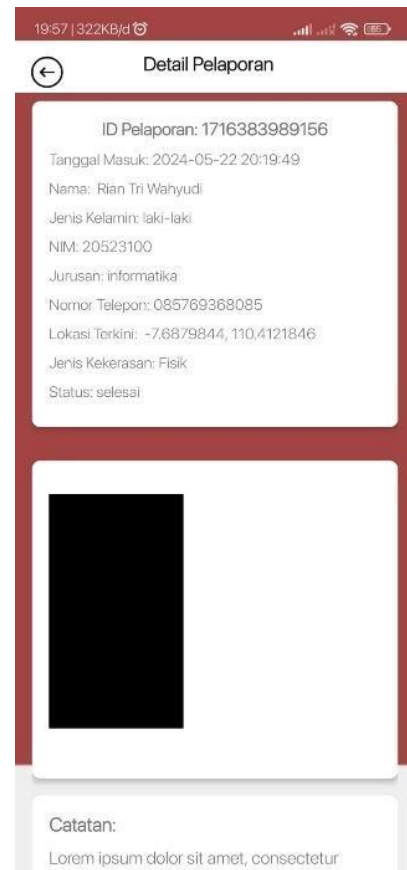 19:57 | 322KB/d
Detail Pelaporan
ID Pelaporan: 1716383989156
Tanggal Masuk: 2024-05-22 20:19:49
Nama: Rian Tri Wahyudi
Jenis Kelamin: laki-laki
NIM: 20523100
Jurusan: informatika
Nomor Telepon: 085769368085
Lokasi Terkini: -7.6879844, 110.4121846
Jenis Kekerasan: Fisik
Status: selesai
Catatan:
Lorem ipsum dolor sit amet, consectetur